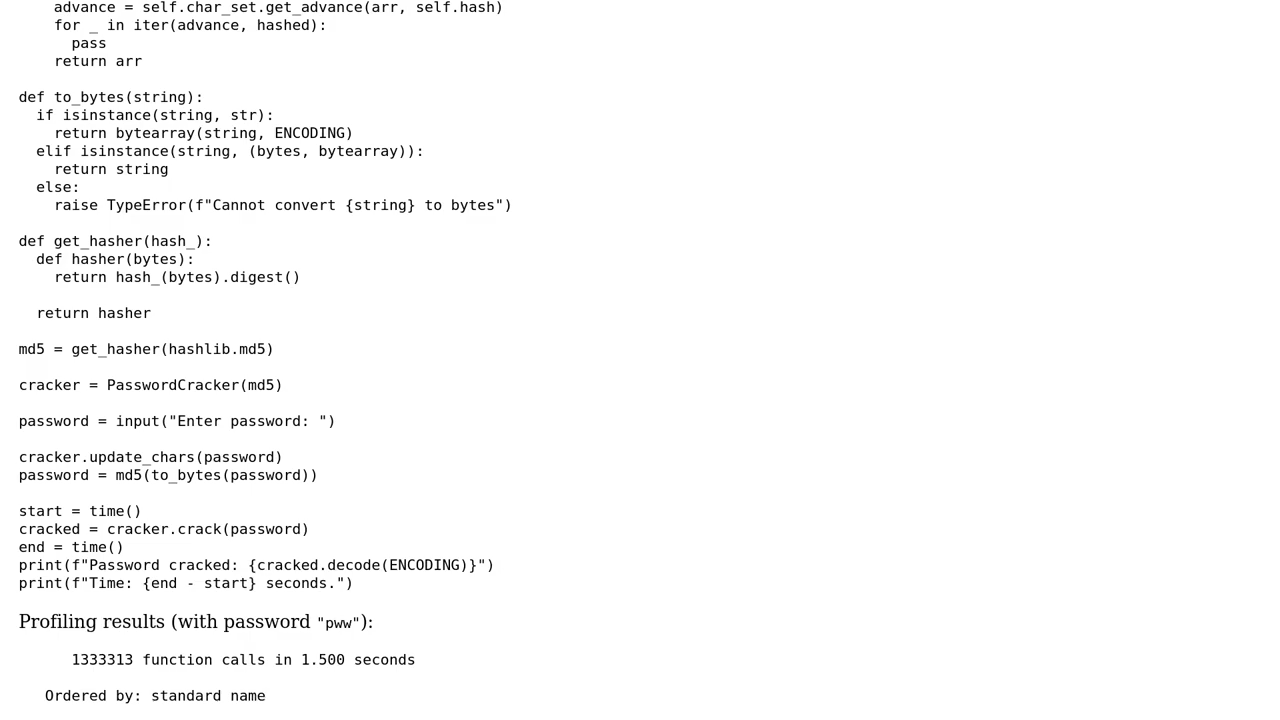 advance = self.char_set.get_advance(arr, self.hash)
    for _ in iter(advance, hashed):
      pass
    return arr

def to_bytes(string):
  if isinstance(string, str):
    return bytearray(string, ENCODING)
  elif isinstance(string, (bytes, bytearray)):
    return string
  else:
    raise TypeError(f"Cannot convert {string} to bytes")

def get_hasher(hash_):
  def hasher(bytes):
    return hash_(bytes).digest()

  return hasher

md5 = get_hasher(hashlib.md5)

cracker = PasswordCracker(md5)

password = input("Enter password: ")

cracker.update_chars(password)
password = md5(to_bytes(password))

start = time()
cracked = cracker.crack(password)
end = time()
print(f"Password cracked: {cracked.decode(ENCODING)}")
print(f"Time: {end - start} seconds.")

Profiling results (with password "pww"):

      1333313 function calls in 1.500 seconds

   Ordered by: standard name